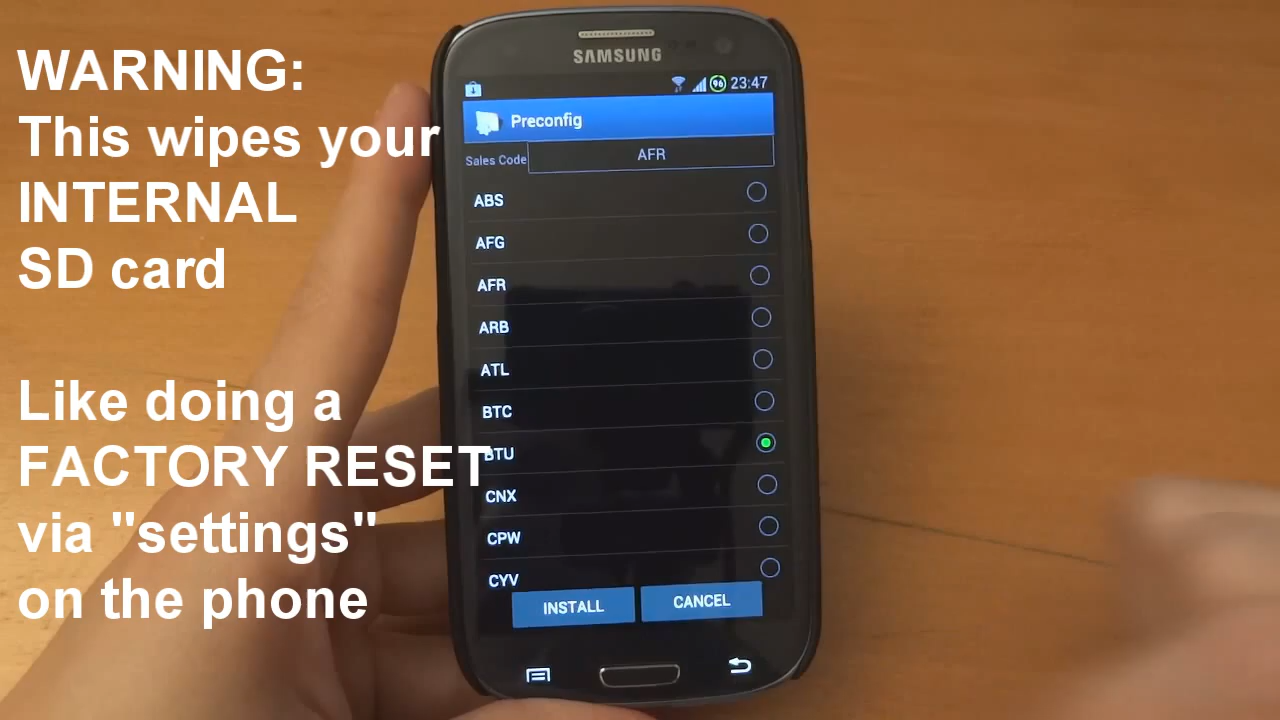 WARNING:
This wipes your
INTERNAL
SD card
Like doing a
FACTORY RESET
via "settings"
on the phone
SAMSUNG
96 23:47
Preconfig
Sales Code AFR
ABS
AFG
AFR
ARB
ATL
BTC
BTU
CNX
CPW
CYV
INSTALL CANCEL